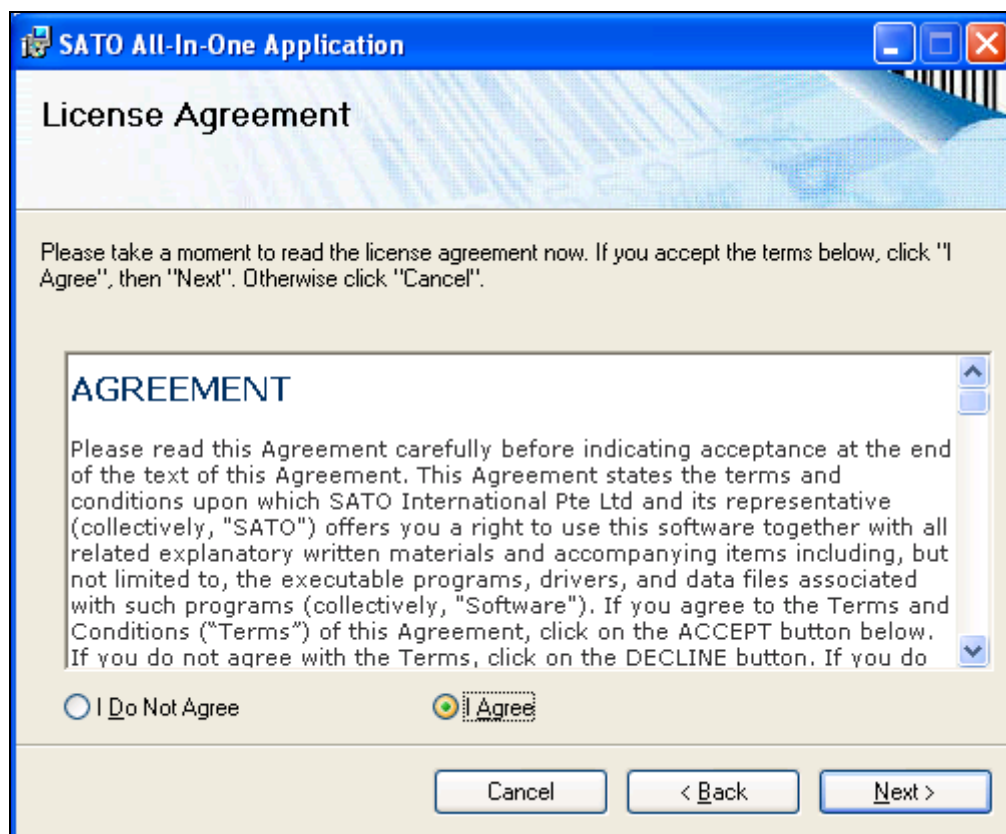 SATO All-In-One Application
License Agreement
Please take a moment to read the license agreement now. If you accept the terms below, click "I
Agree", then "Next". Otherwise click "Cancel".
AGREEMENT
Please read this Agreement carefully before indicating acceptance at the end
of the text of this Agreement. This Agreement states the terms and
conditions upon which SATO International Pte Ltd and its representative
(collectively, "SATO") offers you a right to use this software together with all
related explanatory written materials and accompanying items including, but
not limited to, the executable programs, drivers, and data files associated
with such programs (collectively, "Software"). If you agree to the Terms and
Conditions (“Terms”) of this Agreement, click on the ACCEPT button below.
If you do not agree with the Terms, click on the DECLINE button. If you do
I Do Not Agree
I Agree
Cancel
< Back
Next >